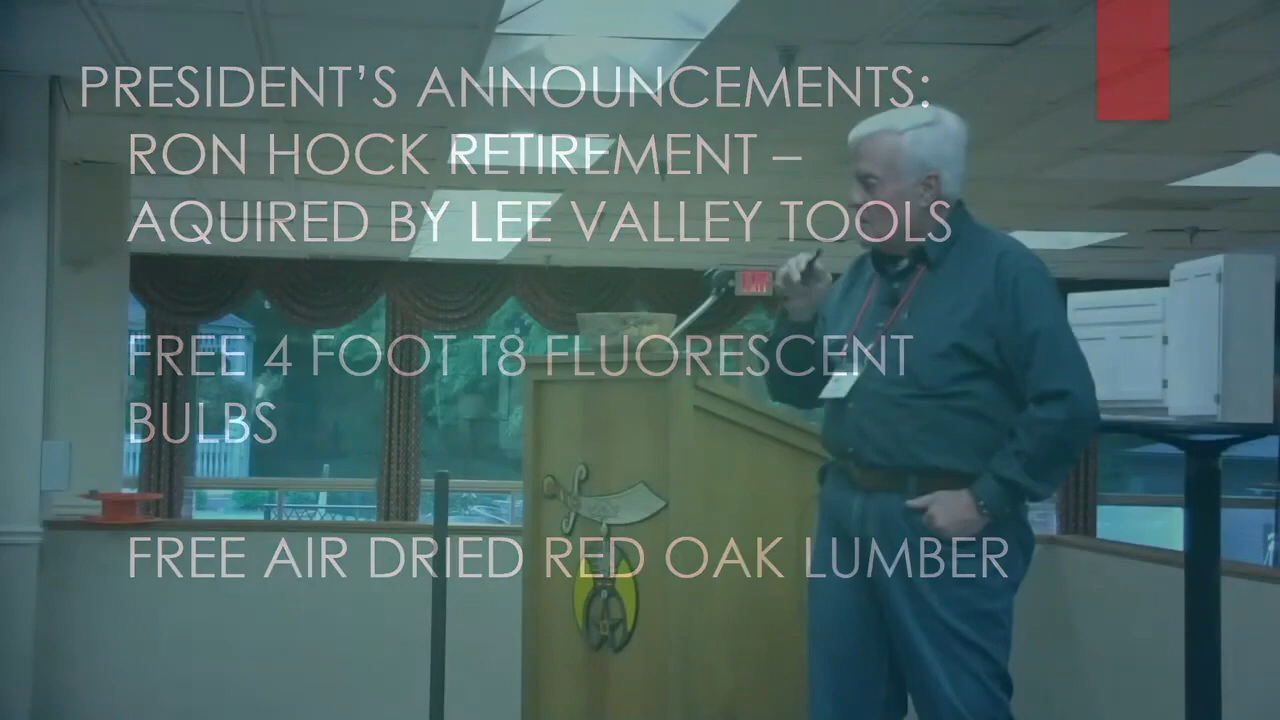 PRESIDENT’S ANNOUNCEMENTS:
RON HOCK RETIREMENT –
AQUIRED BY LEE VALLEY TOOLS
FREE 4 FOOT T8 FLUORESCENT
BULBS
FREE AIR DRIED RED OAK LUMBER
EXIT